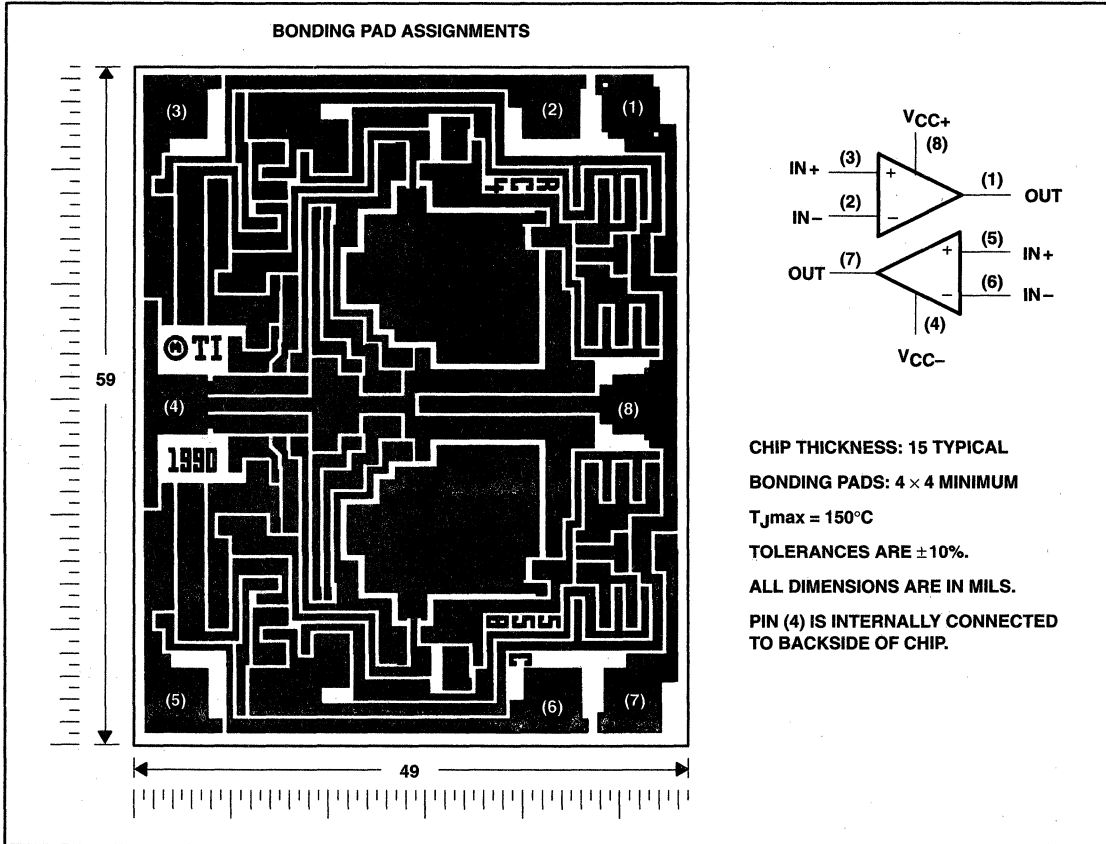 BONDING PAD ASSIGNMENTS
(3)
(2)
(1)
TI
59
(4)
(8)
1990
(5)
(6)
(7)
49
VCC+
(8)
IN+
(3)
+
(1)
OUT
IN−
(2)
−
OUT
(7)
+
(5)
IN+
−
(6)
IN−
(4)
VCC−
CHIP THICKNESS: 15 TYPICAL
BONDING PADS: 4 × 4 MINIMUM
TJmax = 150°C
TOLERANCES ARE ±10%.
ALL DIMENSIONS ARE IN MILS.
PIN (4) IS INTERNALLY CONNECTED
TO BACKSIDE OF CHIP.